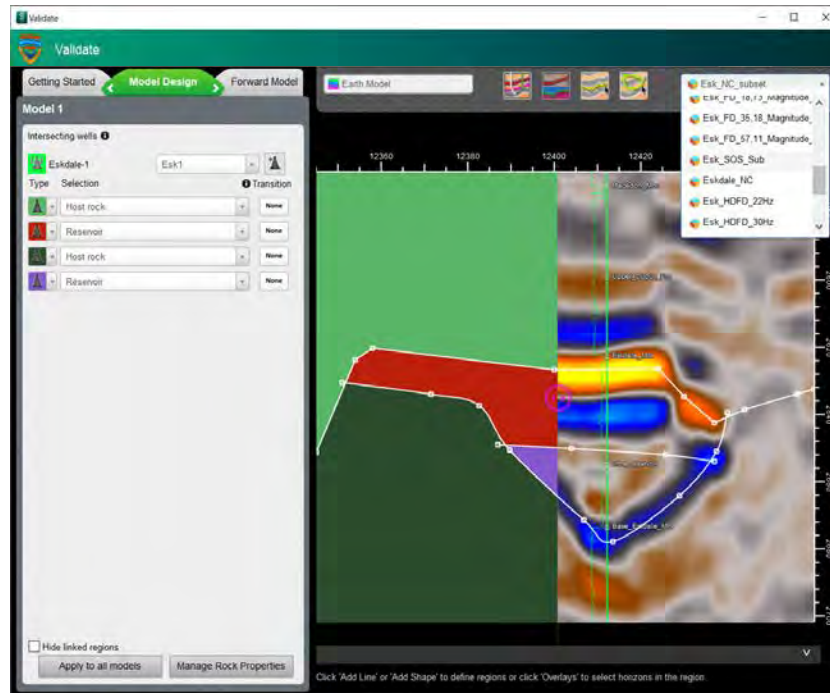 Validate
Validate
Getting Started
Model Design
Forward Model
Earth Model
Esk_NC_subset
Esk_FD_35,18_Magnitude_
Esk_FD_57,11_Magnitude_
Esk_SOS_Sub
Eskdale_NC
Esk_HDFD_22Hz
Esk_HDFD_30Hz
Model 1
Intersecting wells
Eskdale-1
Esk1
Type Selection Transition
Host rock None
Reservoir None
Host rock None
Reservoir None
12360 12380 12400 12420
Hide linked regions
Apply to all models
Manage Rock Properties
Click 'Add Line' or 'Add Shape' to define regions or click 'Overlays' to select horizons in the region